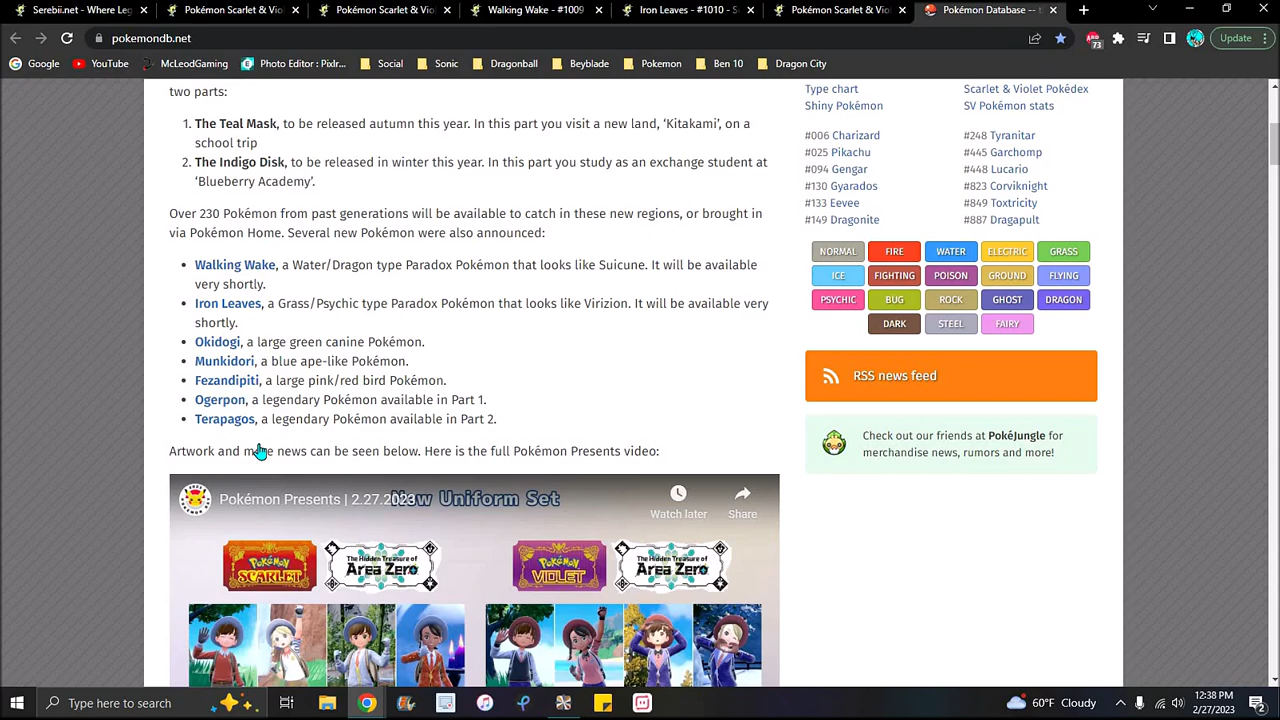 Serebii.net - Where Leg
Pokémon Scarlet & Viol
Pokémon Scarlet & Viol
Walking Wake - #1009
Iron Leaves - #1010 - S
Pokémon Scarlet & Viol
Pokémon Database --
pokemondb.net
73
Update
Google
YouTube
McLeodGaming
Photo Editor : Pixlr...
Social
Sonic
Dragonball
Beyblade
Pokemon
Ben 10
Dragon City
two parts:
1. The Teal Mask, to be released autumn this year. In this part you visit a new land, ‘Kitakami’, on a
school trip
2. The Indigo Disk, to be released in winter this year. In this part you study as an exchange student at
‘Blueberry Academy’.
Over 230 Pokémon from past generations will be available to catch in these new regions, or brought in
via Pokémon Home. Several new Pokémon were also announced:
• Walking Wake, a Water/Dragon type Paradox Pokémon that looks like Suicune. It will be available
very shortly.
• Iron Leaves, a Grass/Psychic type Paradox Pokémon that looks like Virizion. It will be available very
shortly.
• Okidogi, a large green canine Pokémon.
• Munkidori, a blue ape-like Pokémon.
• Fezandipiti, a large pink/red bird Pokémon.
• Ogerpon, a legendary Pokémon available in Part 1.
• Terapagos, a legendary Pokémon available in Part 2.
Artwork and more news can be seen below. Here is the full Pokémon Presents video:
Pokémon Presents | 2.27.2023
New Uniform Set
Watch later
Share
Pokémon
SCARLET
The Hidden Treasure of
Area Zero
Pokémon
VIOLET
The Hidden Treasure of
Area Zero
Type chart
Scarlet & Violet Pokédex
Shiny Pokémon
SV Pokémon stats
#006 Charizard
#248 Tyranitar
#025 Pikachu
#445 Garchomp
#094 Gengar
#448 Lucario
#130 Gyarados
#823 Corviknight
#133 Eevee
#849 Toxtricity
#149 Dragonite
#887 Dragapult
NORMAL FIRE WATER ELECTRIC GRASS
ICE FIGHTING POISON GROUND FLYING
PSYCHIC BUG ROCK GHOST DRAGON
DARK STEEL FAIRY
RSS news feed
Check out our friends at PokéJungle for
merchandise news, rumors and more!
Type here to search
60°F Cloudy
12:38 PM
2/27/2023
2